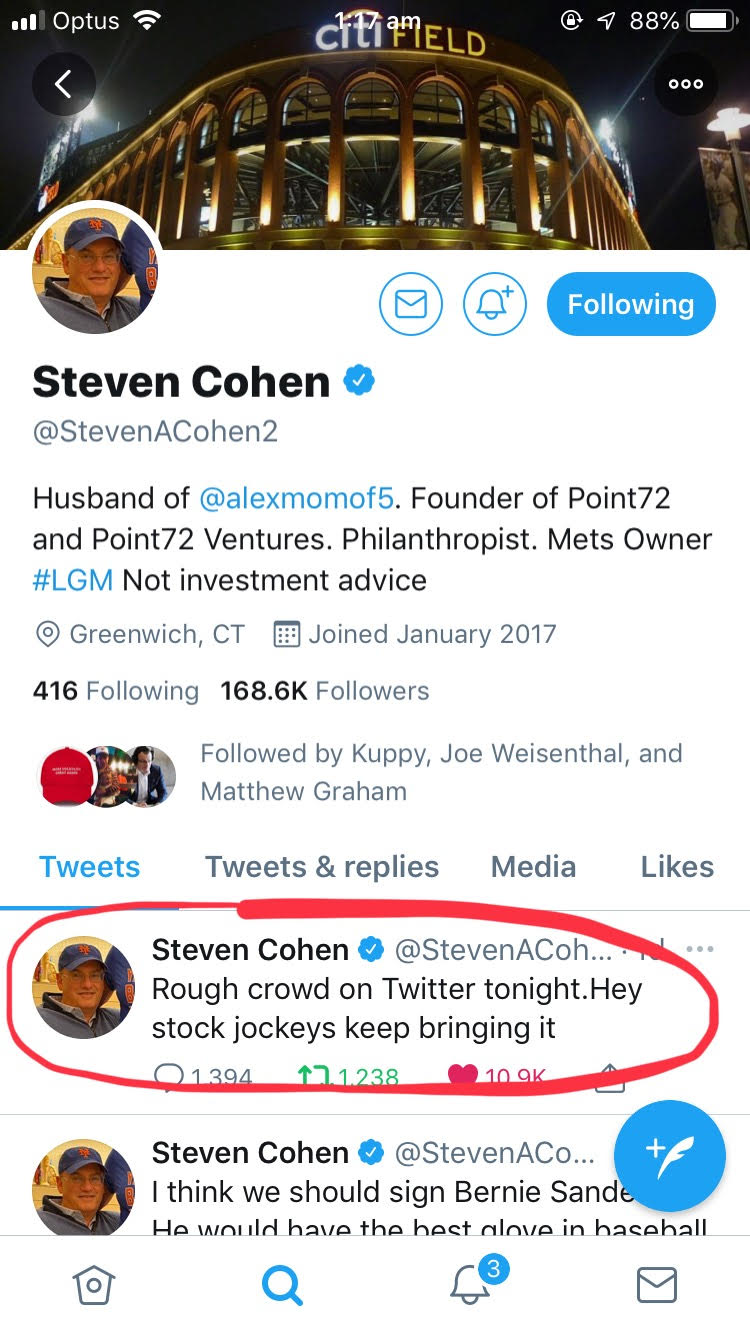 Optus 1:17 am 88%
citi FIELD
Following
Steven Cohen
@StevenACohen2
Husband of @alexmomof5. Founder of Point72
and Point72 Ventures. Philanthropist. Mets Owner
#LGM Not investment advice
Greenwich, CT Joined January 2017
416 Following 168.6K Followers
Followed by Kuppy, Joe Weisenthal, and
Matthew Graham
Tweets Tweets & replies Media Likes
Steven Cohen @StevenACoh... · 1d
Rough crowd on Twitter tonight.Hey
stock jockeys keep bringing it
1,394 1,238 10.9K
Steven Cohen @StevenACo...
I think we should sign Bernie Sande
He would have the best glove in baseball
3